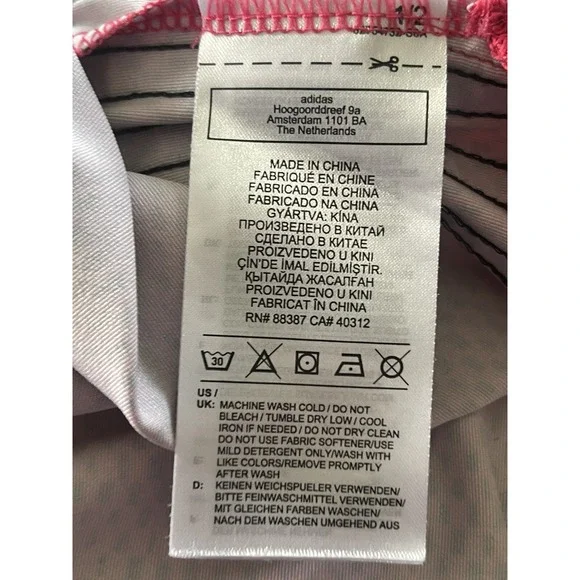 1/2
adidas
Hoogoorddreef 9a
Amsterdam 1101 BA
The Netherlands
MADE IN CHINA
FABRIQUÉ EN CHINE
FABRICADO EN CHINA
FABRICADO NA CHINA
GYÁRTVA: KÍNA
ПРОИЗВЕДЕНО В КИТАЙ
СДЕЛАНО В КИТАЕ
PROIZVEDENO U KINI
ÇİN'DE İMAL EDİLMİŞTİR.
ҚЫТАЙДА ЖАСАЛҒАН
PROIZVEDENO U KINI
FABRICAT ÎN CHINA
RN# 88387 CA# 40312
30
US /
UK: MACHINE WASH COLD / DO NOT
BLEACH / TUMBLE DRY LOW / COOL
IRON IF NEEDED / DO NOT DRY CLEAN
DO NOT USE FABRIC SOFTENER/USE
MILD DETERGENT ONLY/WASH WITH
LIKE COLORS/REMOVE PROMPTLY
AFTER WASH
D: KEINEN WEICHSPUELER VERWENDEN/
BITTE FEINWASCHMITTEL VERWENDEN/
MIT GLEICHEN FARBEN WASCHEN/
NACH DEM WASCHEN UMGEHEND AUS